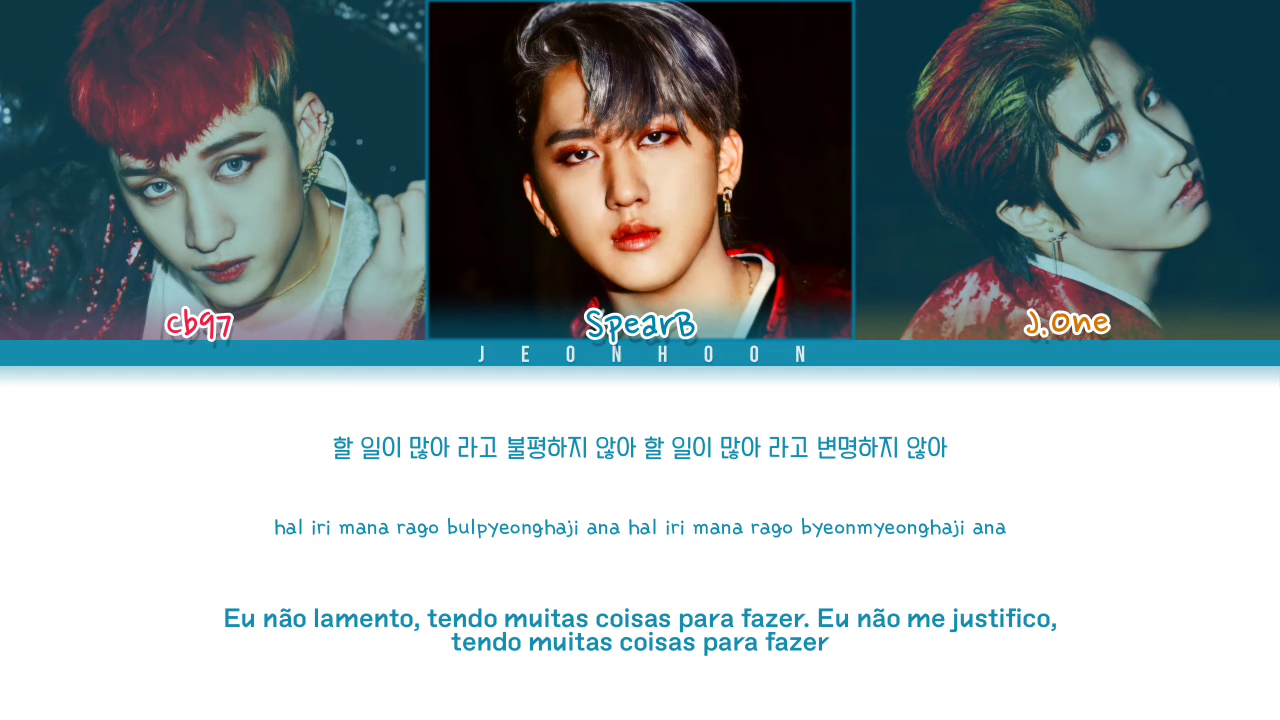 cb97
SpearB
J.One
JEONHOON
할 일이 많아 라고 불평하지 않아 할 일이 많아 라고 변명하지 않아
hal iri mana rago bulpyeonghaji ana hal iri mana rago byeonmyeonghaji ana
Eu não lamento, tendo muitas coisas para fazer. Eu não me justifico,
tendo muitas coisas para fazer